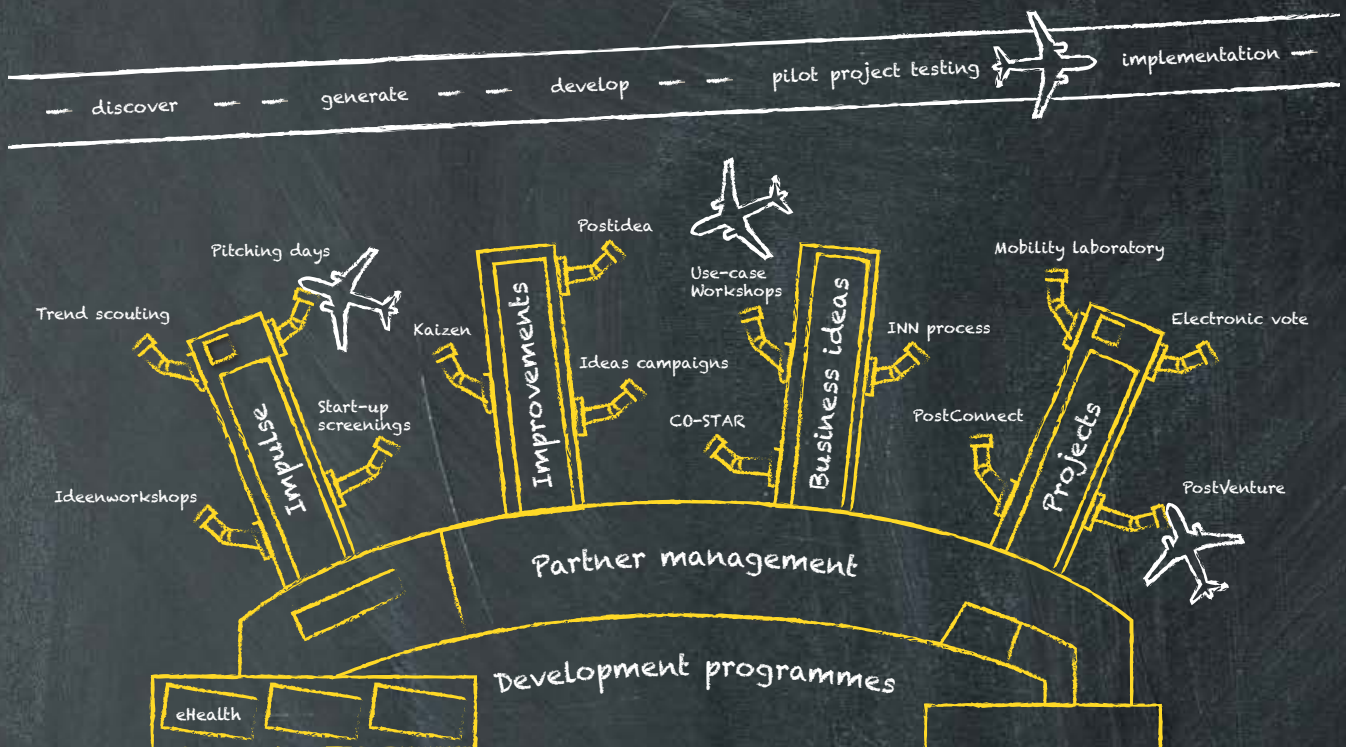 discover generate develop pilot project testing implementation
Pitching days
Trend scouting
Start-up
screenings
Ideenworkshops
Impulse
Postidea
Kaizen
Ideas campaigns
Improvements
Use-case
Workshops
INN process
CO-STAR
Business ideas
Mobility laboratory
Electronic vote
PostConnect
PostVenture
Projects
Partner management
Development programmes
eHealth